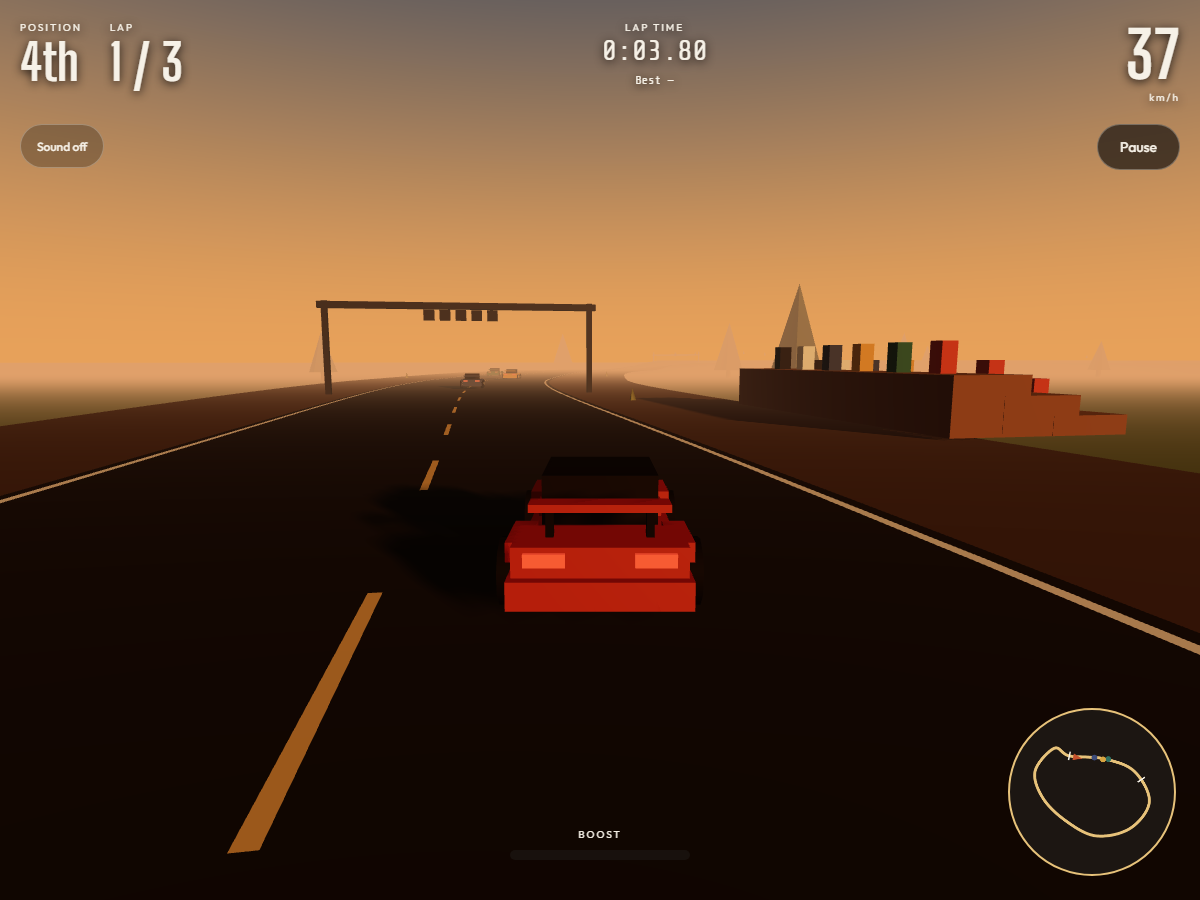 POSITION
4th
LAP
1 / 3
LAP TIME
0:03.80
Best –
37
km/h
Sound off
Pause
BOOST